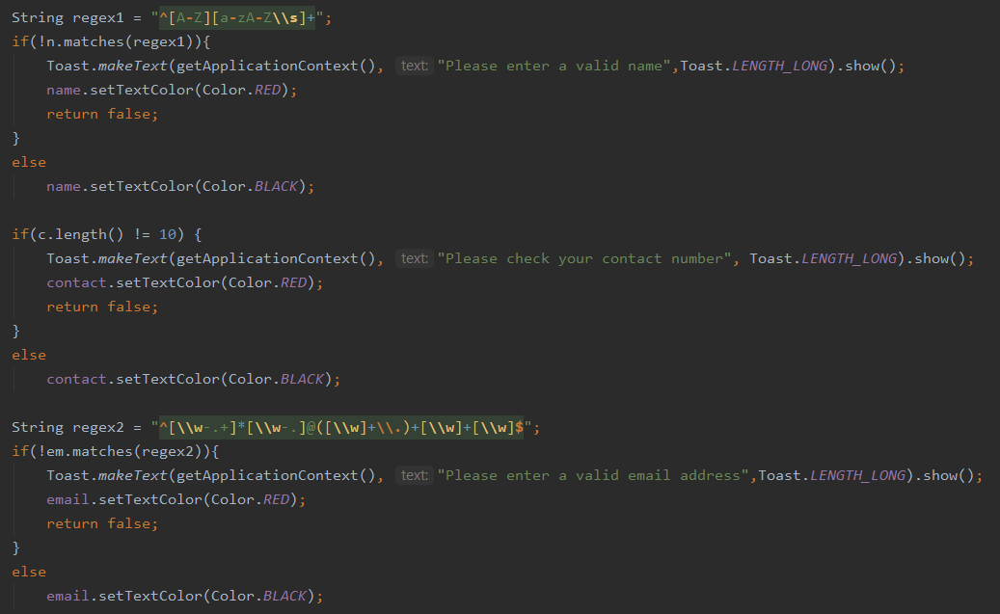 String regex1 = "^[A-Z][a-zA-Z\\s]+";
if(!n.matches(regex1)){
    Toast.makeText(getApplicationContext(), text: "Please enter a valid name",Toast.LENGTH_LONG).show();
    name.setTextColor(Color.RED);
    return false;
}
else
    name.setTextColor(Color.BLACK);

if(c.length() != 10) {
    Toast.makeText(getApplicationContext(), text: "Please check your contact number", Toast.LENGTH_LONG).show();
    contact.setTextColor(Color.RED);
    return false;
}
else
    contact.setTextColor(Color.BLACK);

String regex2 = "^[\\w-.+]*[\\w-.]@([\\w]+\\.)+[\\w]+[\\w]$";
if(!em.matches(regex2)){
    Toast.makeText(getApplicationContext(), text: "Please enter a valid email address",Toast.LENGTH_LONG).show();
    email.setTextColor(Color.RED);
    return false;
}
else
    email.setTextColor(Color.BLACK);